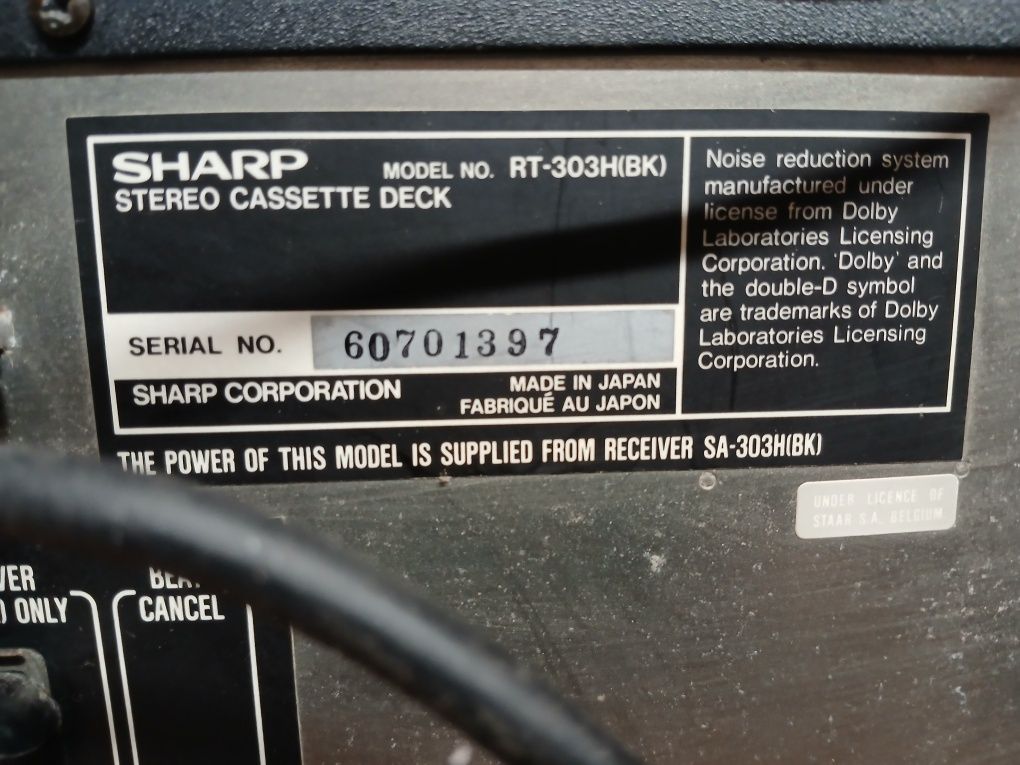 SHARP MODEL NO. RT-303H(BK)
STEREO CASSETTE DECK
SERIAL NO. 60701397
SHARP CORPORATION MADE IN JAPAN
FABRIQUÉ AU JAPON
Noise reduction system
manufactured under
license from Dolby
Laboratories Licensing
Corporation. 'Dolby' and
the double-D symbol
are trademarks of Dolby
Laboratories Licensing
Corporation.
THE POWER OF THIS MODEL IS SUPPLIED FROM RECEIVER SA-303H(BK)
UNDER LICENCE OF
STAAR S.A. BELGIUM
ONLY
CANCEL